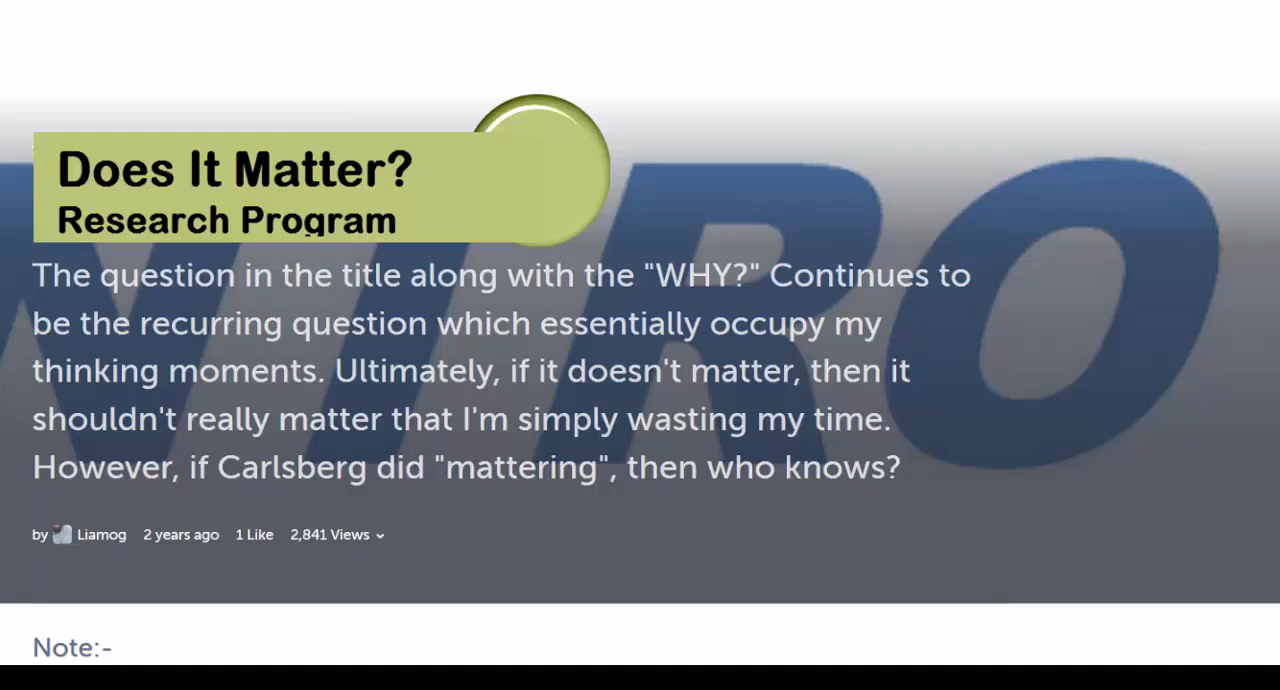 Does It Matter?
Research Program
The question in the title along with the "WHY?" Continues to
be the recurring question which essentially occupy my
thinking moments. Ultimately, if it doesn't matter, then it
shouldn't really matter that I'm simply wasting my time.
However, if Carlsberg did "mattering", then who knows?
by Liamog 2 years ago 1 Like 2,841 Views
Note:-